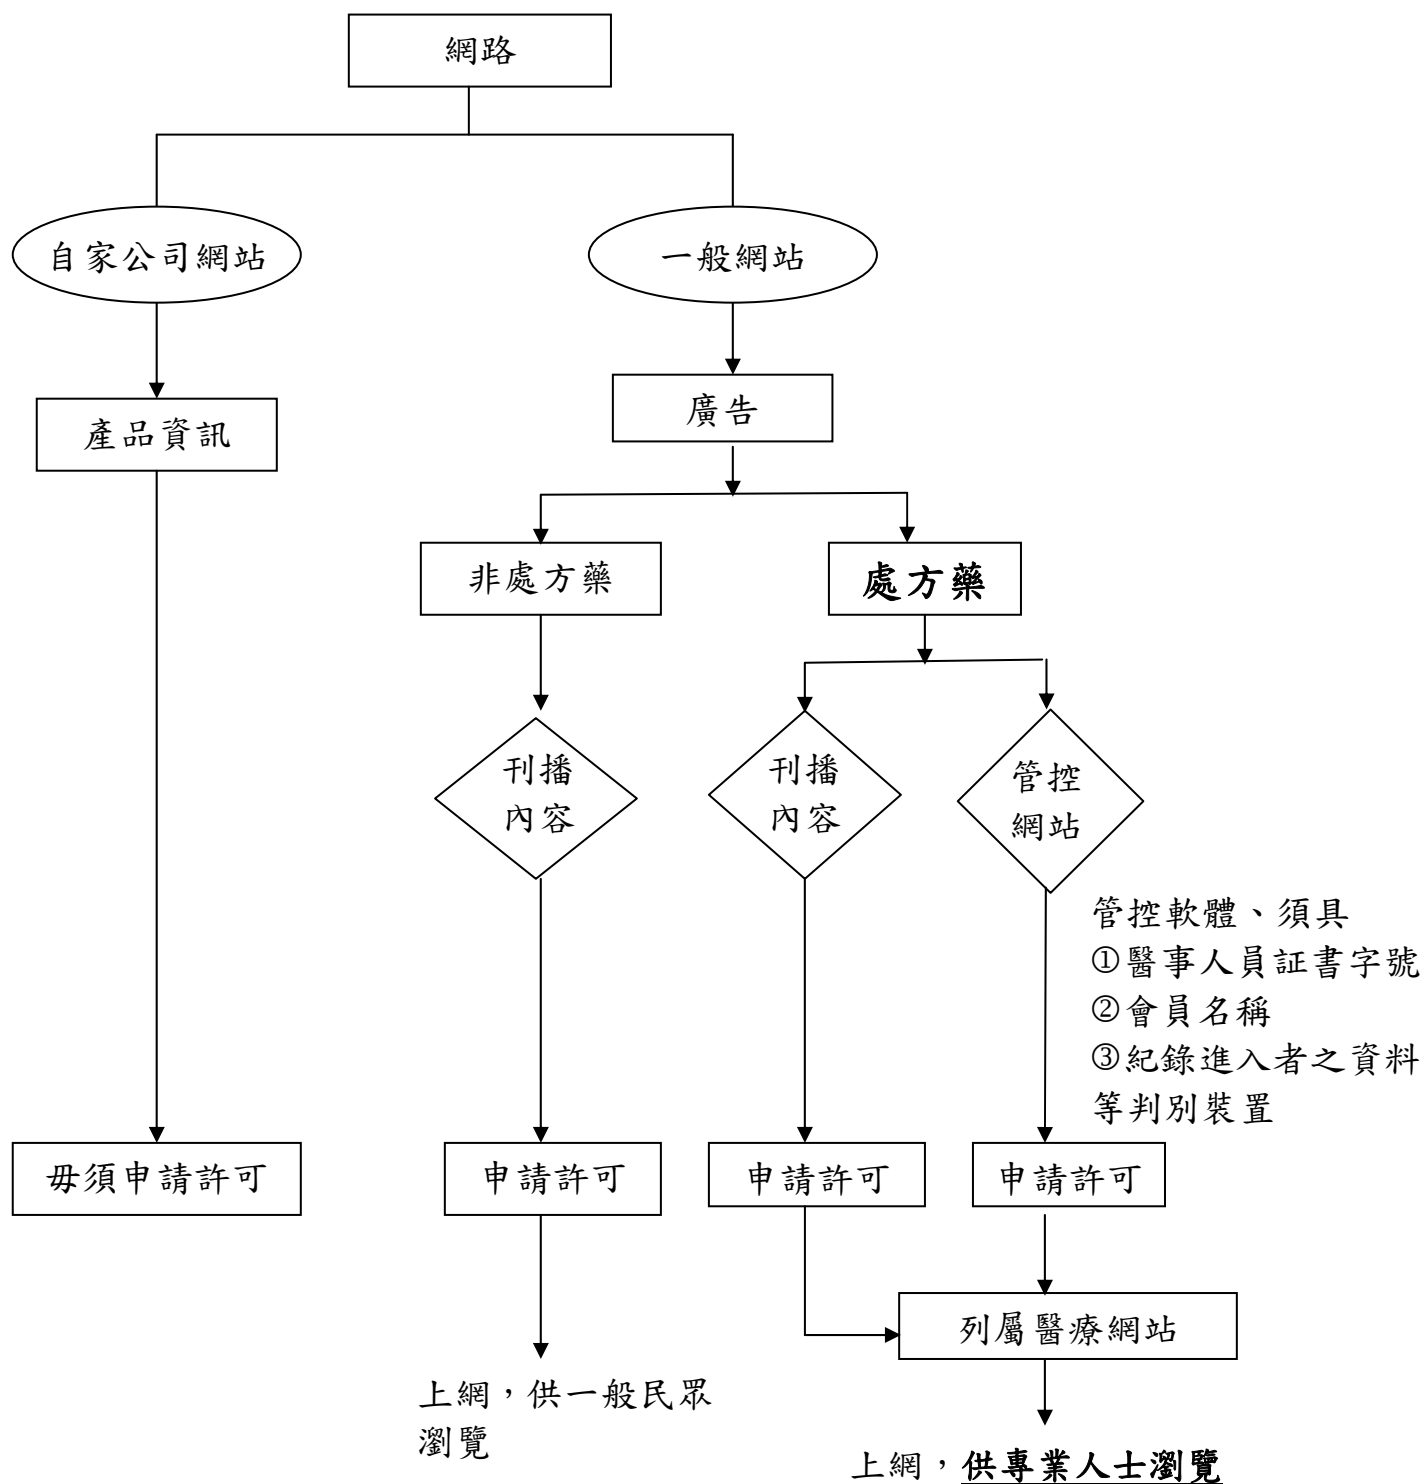 網路
自家公司網站
一般網站
產品資訊
廣告
非處方藥
處方藥
刊播
內容
刊播
內容
管控
網站
管控軟體、須具
①醫事人員証書字號
②會員名稱
③紀錄進入者之資料
等判別裝置
毋須申請許可
申請許可
申請許可
申請許可
列屬醫療網站
上網，供一般民眾
瀏覽
上網，供專業人士瀏覽